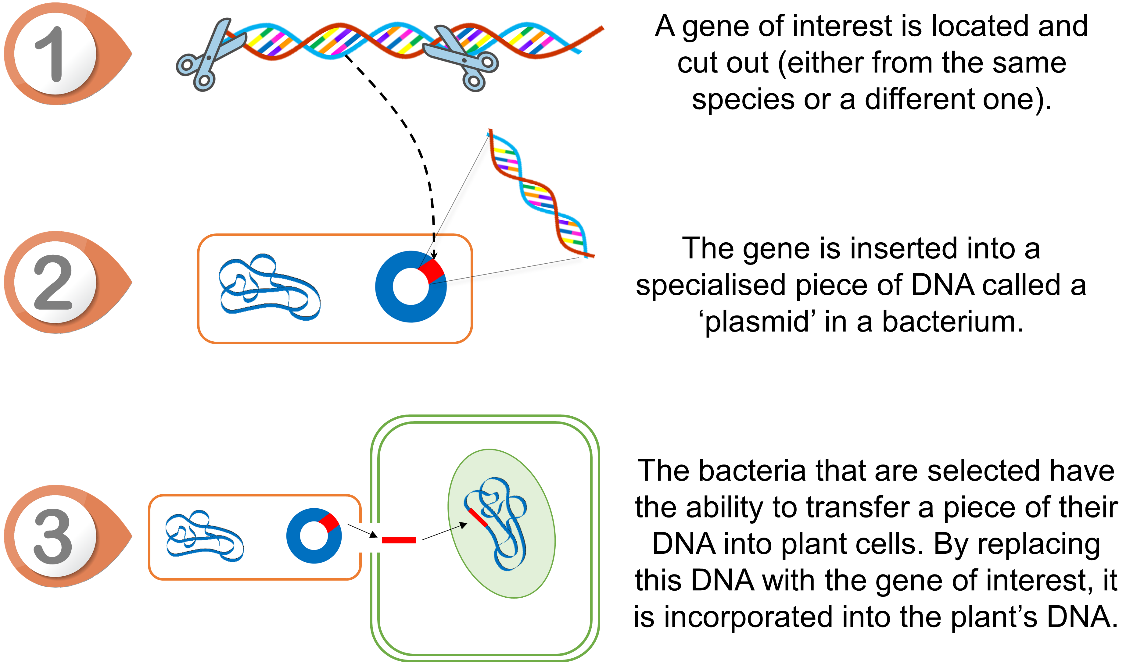 1
A gene of interest is located and
cut out (either from the same
species or a different one).
2
The gene is inserted into a
specialised piece of DNA called a
‘plasmid’ in a bacterium.
3
The bacteria that are selected have
the ability to transfer a piece of their
DNA into plant cells. By replacing
this DNA with the gene of interest, it
is incorporated into the plant’s DNA.